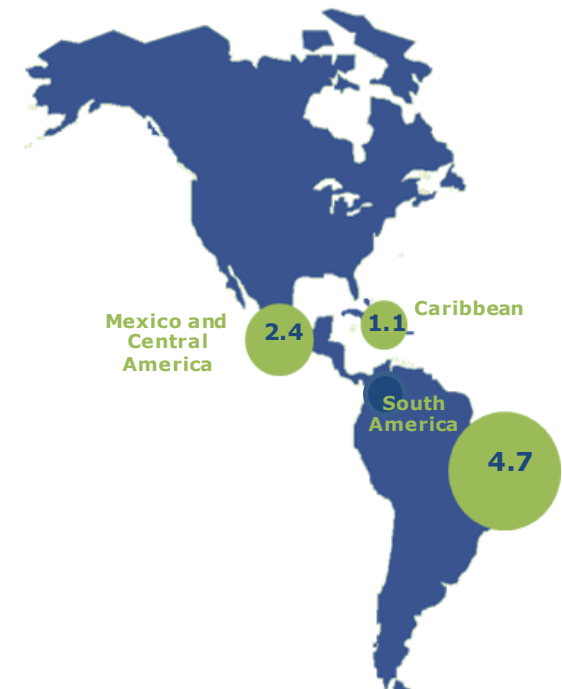 Caribbean
Mexico and
Central
America
2.4
1.1
South
America
4.7